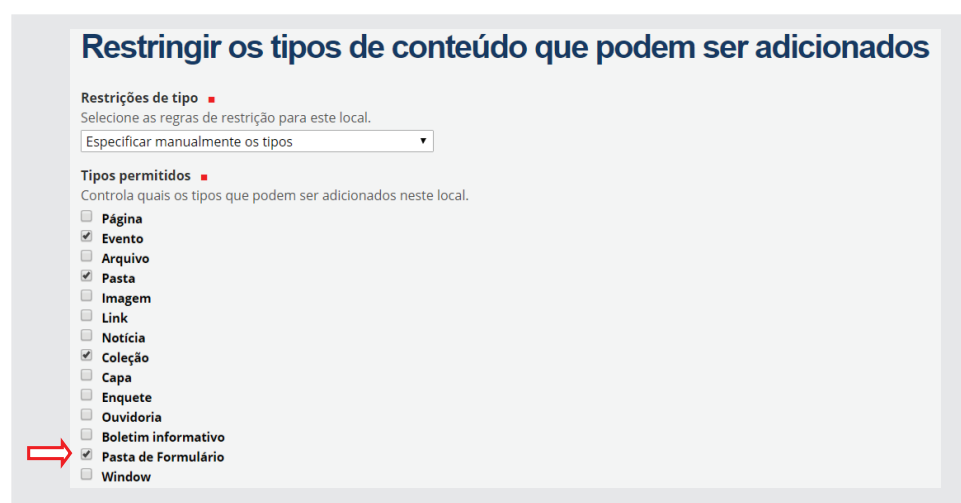 Restringir os tipos de conteúdo que podem ser adicionados
Restrições de tipo
Selecione as regras de restrição para este local.
Especificar manualmente os tipos
Tipos permitidos
Controla quais os tipos que podem ser adicionados neste local.
Página
Evento
Arquivo
Pasta
Imagem
Link
Notícia
Coleção
Capa
Enquete
Ouvidoria
Boletim informativo
Pasta de Formulário
Window